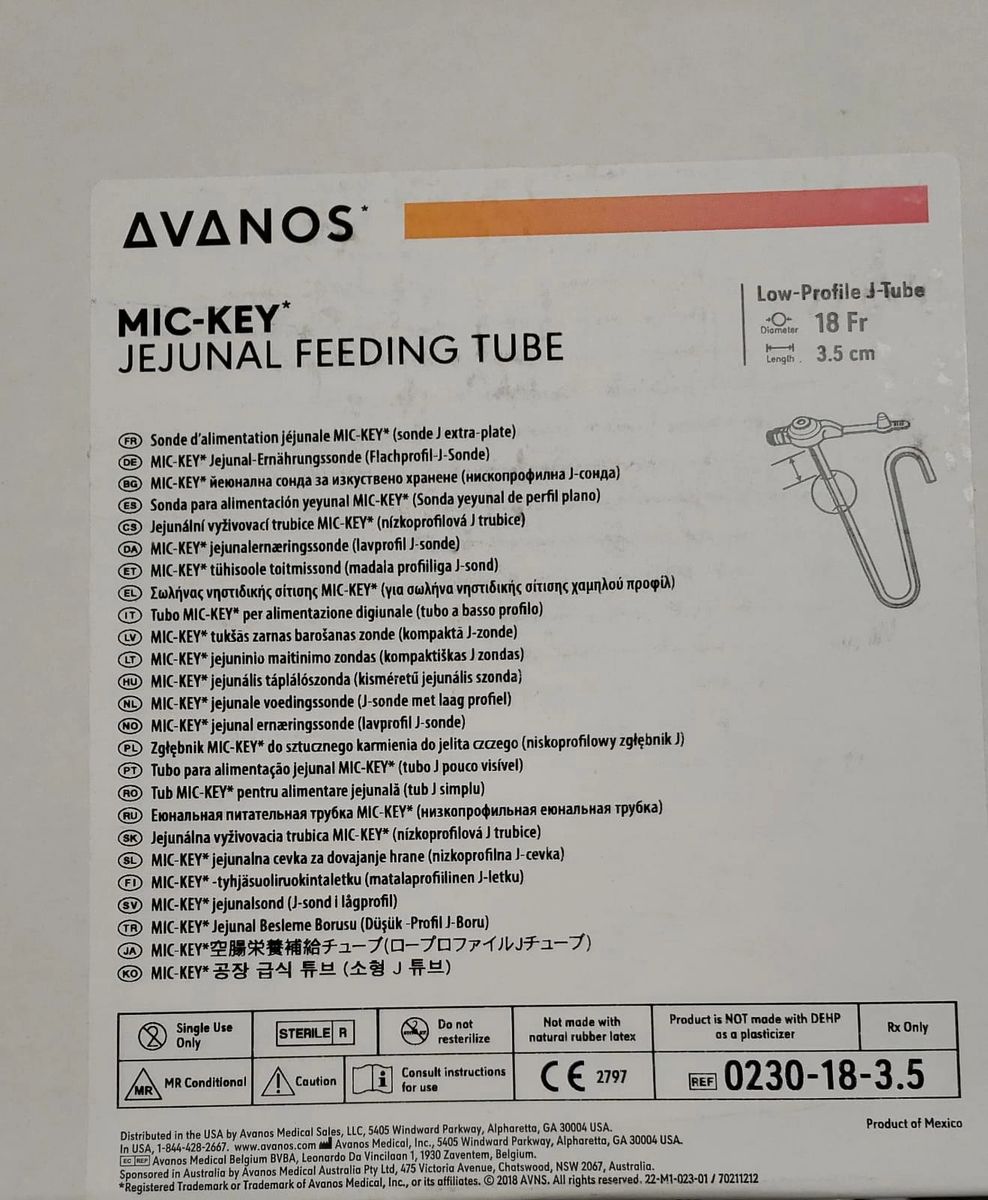 AVANOS*
MIC-KEY*
JEJUNAL FEEDING TUBE
Low-Profile J-Tube
Diameter 18 Fr
Length 3.5 cm
FR Sonde d'alimentation jéjunale MIC-KEY* (sonde J extra-plate)
DE MIC-KEY* Jejunal-Ernährungssonde (Flachprofil-J-Sonde)
BG MIC-KEY* йеюнална сонда за изкуствено хранене (нископрофилна J-сонда)
ES Sonda para alimentación yeyunal MIC-KEY* (Sonda yeyunal de perfil plano)
CS Jejunální vyživovací trubice MIC-KEY* (nízkoprofilová J trubice)
DA MIC-KEY* jejunalernæringssonde (lavprofil J-sonde)
ET MIC-KEY* tühisoole toitmissond (madala profiiliga J-sond)
EL Σωλήνας νηστιδικής σίτισης MIC-KEY* (για σωλήνα νηστιδικής σίτισης χαμηλού προφίλ)
IT Tubo MIC-KEY* per alimentazione digiunale (tubo a basso profilo)
LV MIC-KEY* tukšās zarnas barošanas zonde (kompaktā J-zonde)
LT MIC-KEY* jejuninio maitinimo zondas (kompaktiškas J zondas)
HU MIC-KEY* jejunális táplálószonda (kisméretű jejunális szonda)
NL MIC-KEY* jejunale voedingssonde (J-sonde met laag profiel)
NO MIC-KEY* jejunal ernæringssonde (lavprofil J-sonde)
PL Zgłębnik MIC-KEY* do sztucznego karmienia do jelita czczego (niskoprofilowy zgłębnik J)
PT Tubo para alimentação jejunal MIC-KEY* (tubo J pouco visível)
RO Tub MIC-KEY* pentru alimentare jejunală (tub J simplu)
RU Еюнальная питательная трубка MIC-KEY* (низкопрофильная еюнальная трубка)
SK Jejunálna vyživovacia trubica MIC-KEY* (nízkoprofilová J trubice)
SL MIC-KEY* jejunalna cevka za dovajanje hrane (nizkoprofilna J-cevka)
FI MIC-KEY* -tyhjäsuoliruokintaletku (matalaprofiilinen J-letku)
SV MIC-KEY* jejunalsond (J-sond i lågprofil)
TR MIC-KEY* Jejunal Besleme Borusu (Düşük -Profil J-Boru)
JA MIC-KEY*空腸栄養補給チューブ(ロープロファイルJチューブ)
KO MIC-KEY* 공장 급식 튜브 (소형 J 튜브)
Single Use
Only
STERILE R
Do not
resterilize
Not made with
natural rubber latex
Product is NOT made with DEHP
as a plasticizer
Rx Only
MR MR Conditional
Caution
Consult instructions
for use
CE 2797
REF 0230-18-3.5
Product of Mexico
Distributed in the USA by Avanos Medical Sales, LLC, 5405 Windward Parkway, Alpharetta, GA 30004 USA.
In USA, 1-844-428-2667. www.avanos.com Avanos Medical, Inc., 5405 Windward Parkway, Alpharetta, GA 30004 USA.
EC REP Avanos Medical Belgium BVBA, Leonardo Da Vincilaan 1, 1930 Zaventem, Belgium.
Sponsored in Australia by Avanos Medical Australia Pty Ltd, 475 Victoria Avenue, Chatswood, NSW 2067, Australia.
*Registered Trademark or Trademark of Avanos Medical, Inc., or its affiliates. © 2018 AVNS. All rights reserved. 22-M1-023-01 / 70211212